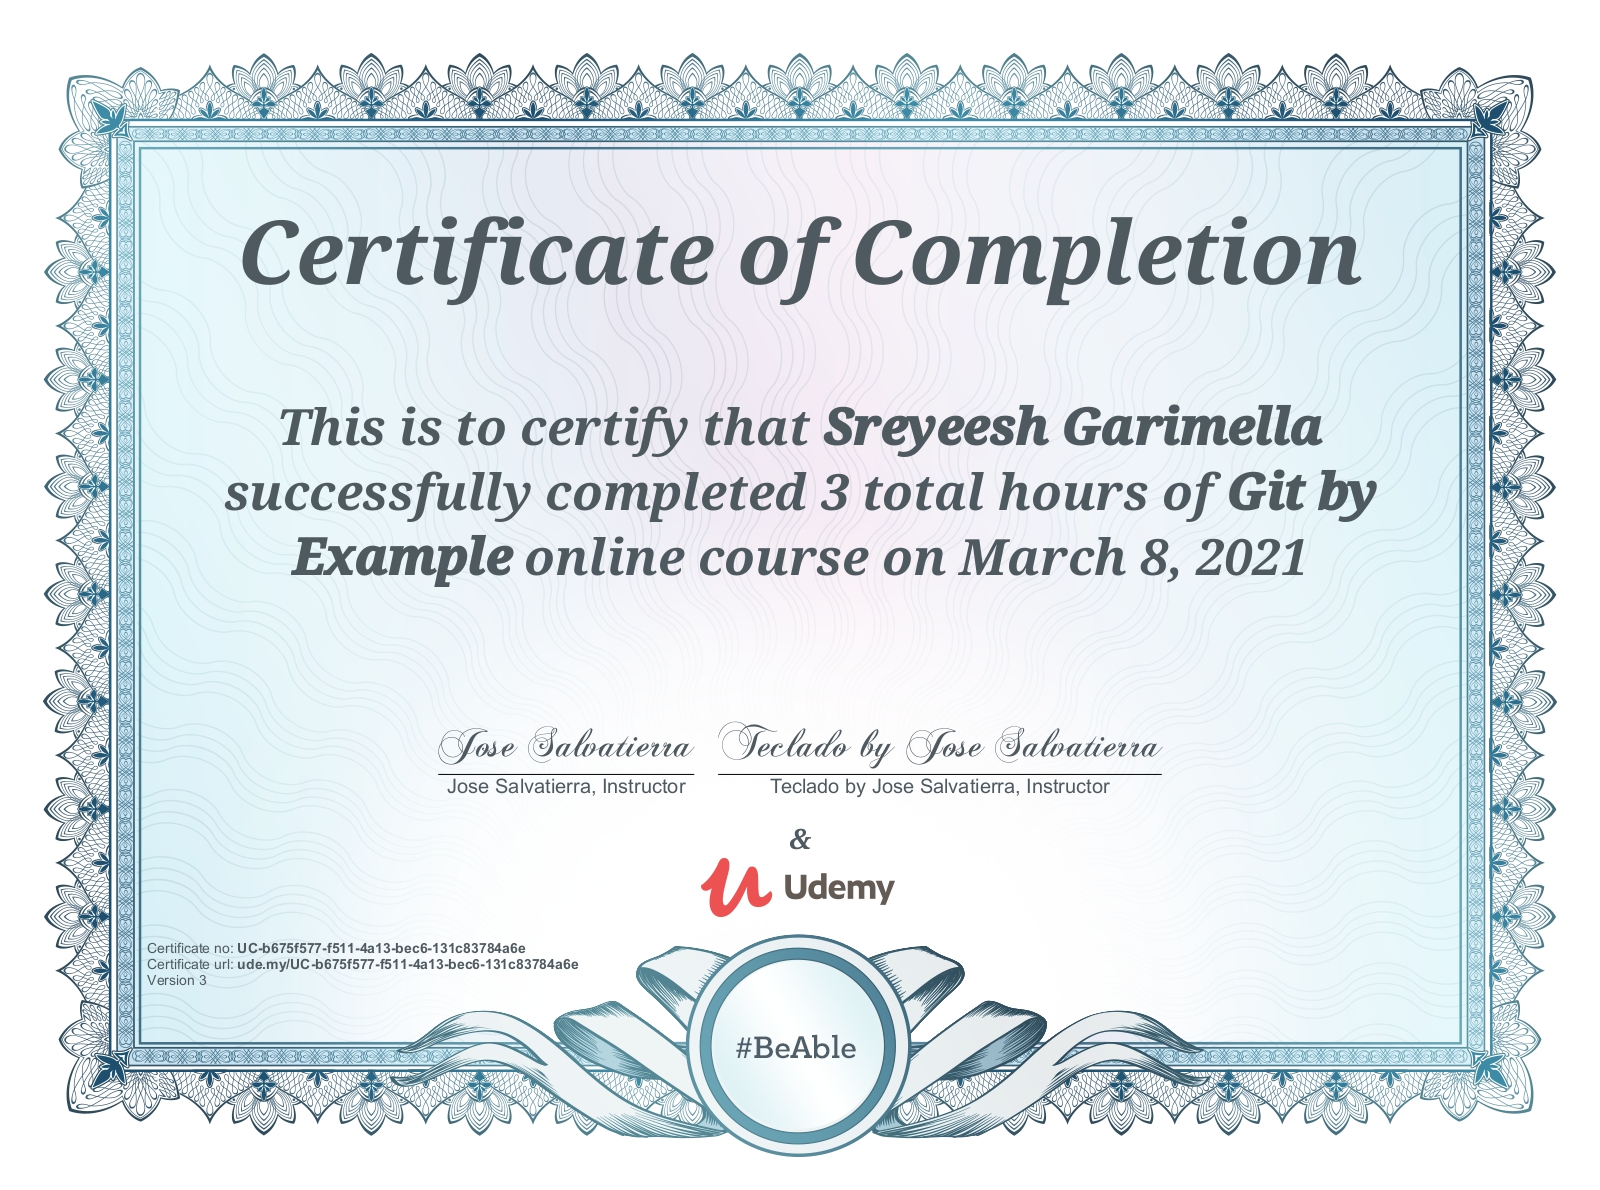 Certificate of Completion
This is to certify that Sreyeesh Garimella
successfully completed 3 total hours of Git by
Example online course on March 8, 2021
Jose Salvatierra
Teclado by Jose Salvatierra
Jose Salvatierra, Instructor
Teclado by Jose Salvatierra, Instructor
&
Udemy
Certificate no: UC-b675f577-f511-4a13-bec6-131c83784a6e
Certificate url: ude.my/UC-b675f577-f511-4a13-bec6-131c83784a6e
Version 3
#BeAble